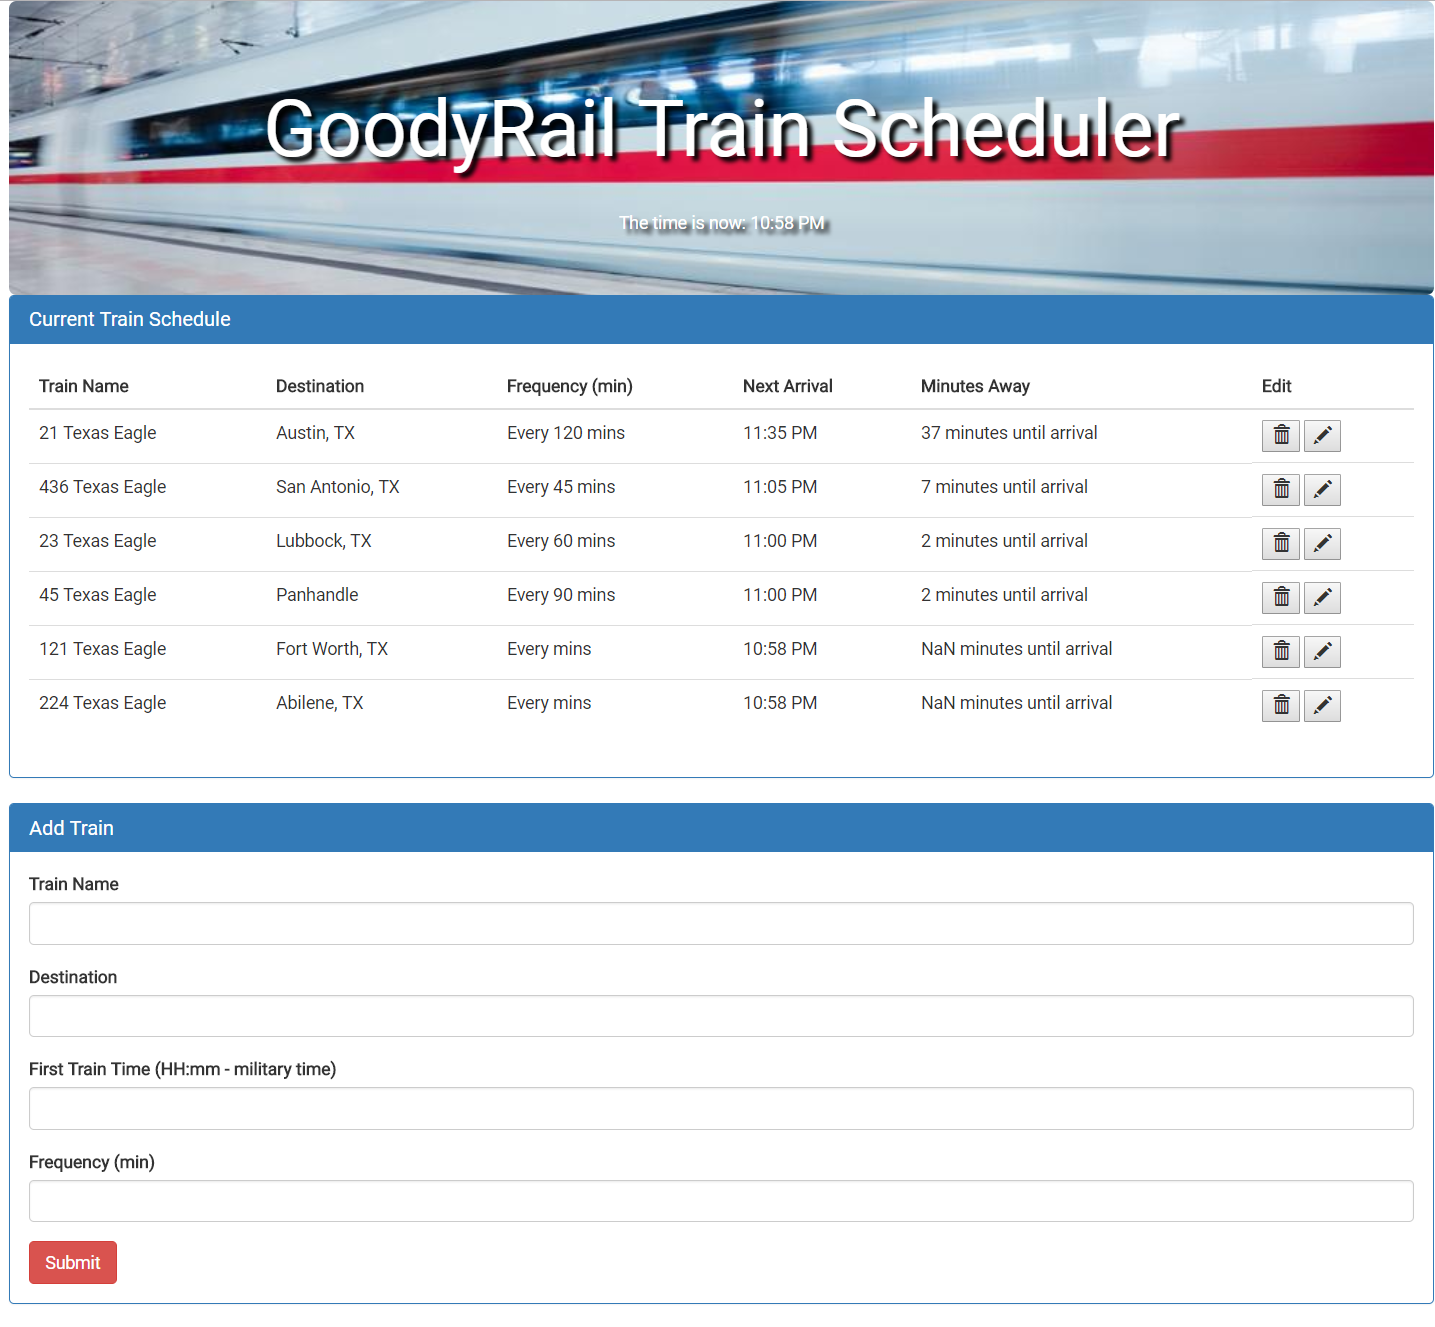 GoodyRail Train Scheduler
The time is now: 10:58 PM
Current Train Schedule
Train Name Destination Frequency (min) Next Arrival Minutes Away Edit
21 Texas Eagle Austin, TX Every 120 mins 11:35 PM 37 minutes until arrival
436 Texas Eagle San Antonio, TX Every 45 mins 11:05 PM 7 minutes until arrival
23 Texas Eagle Lubbock, TX Every 60 mins 11:00 PM 2 minutes until arrival
45 Texas Eagle Panhandle Every 90 mins 11:00 PM 2 minutes until arrival
121 Texas Eagle Fort Worth, TX Every mins 10:58 PM NaN minutes until arrival
224 Texas Eagle Abilene, TX Every mins 10:58 PM NaN minutes until arrival
Add Train
Train Name
Destination
First Train Time (HH:mm - military time)
Frequency (min)
Submit